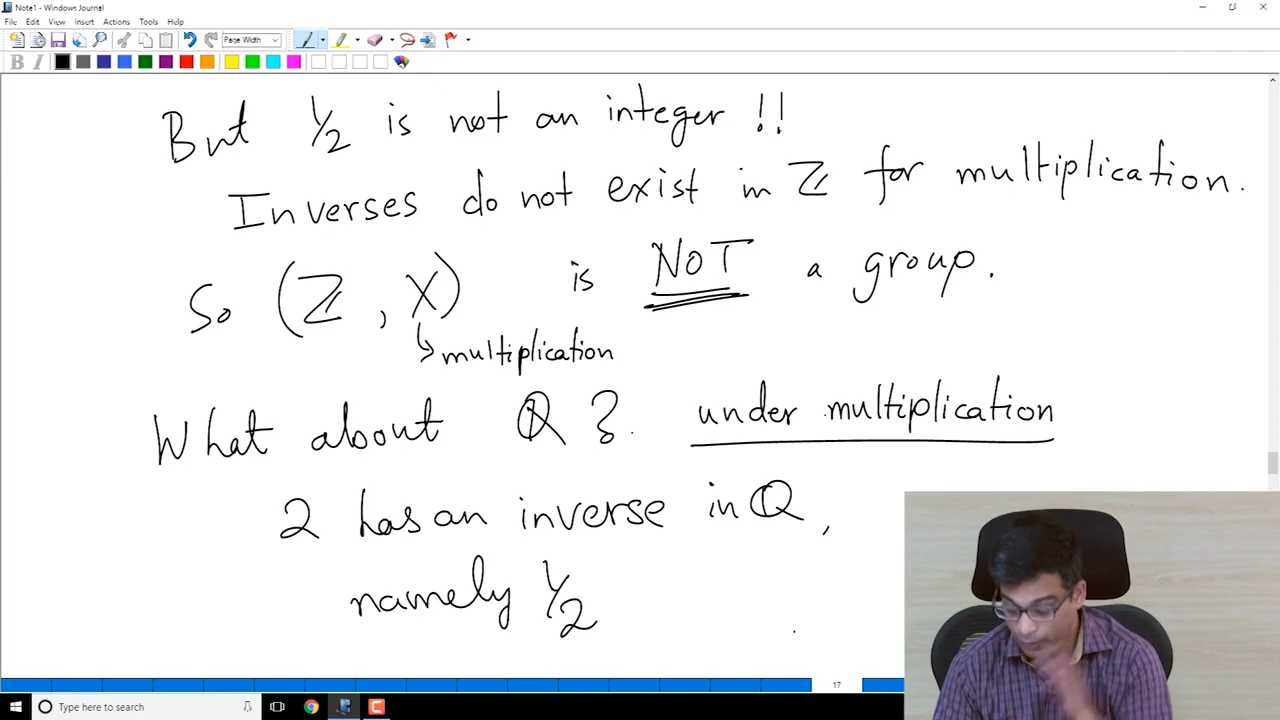 Note1 - Windows Journal
File Edit View Insert Actions Tools Help
Page Width
B I
But 1/2 is not an integer !!
Inverses do not exist in ℤ for multiplication.
So (ℤ, X) is NOT a group.
multiplication
What about ℚ ? under multiplication
2 has an inverse in ℚ,
namely 1/2
17
Type here to search